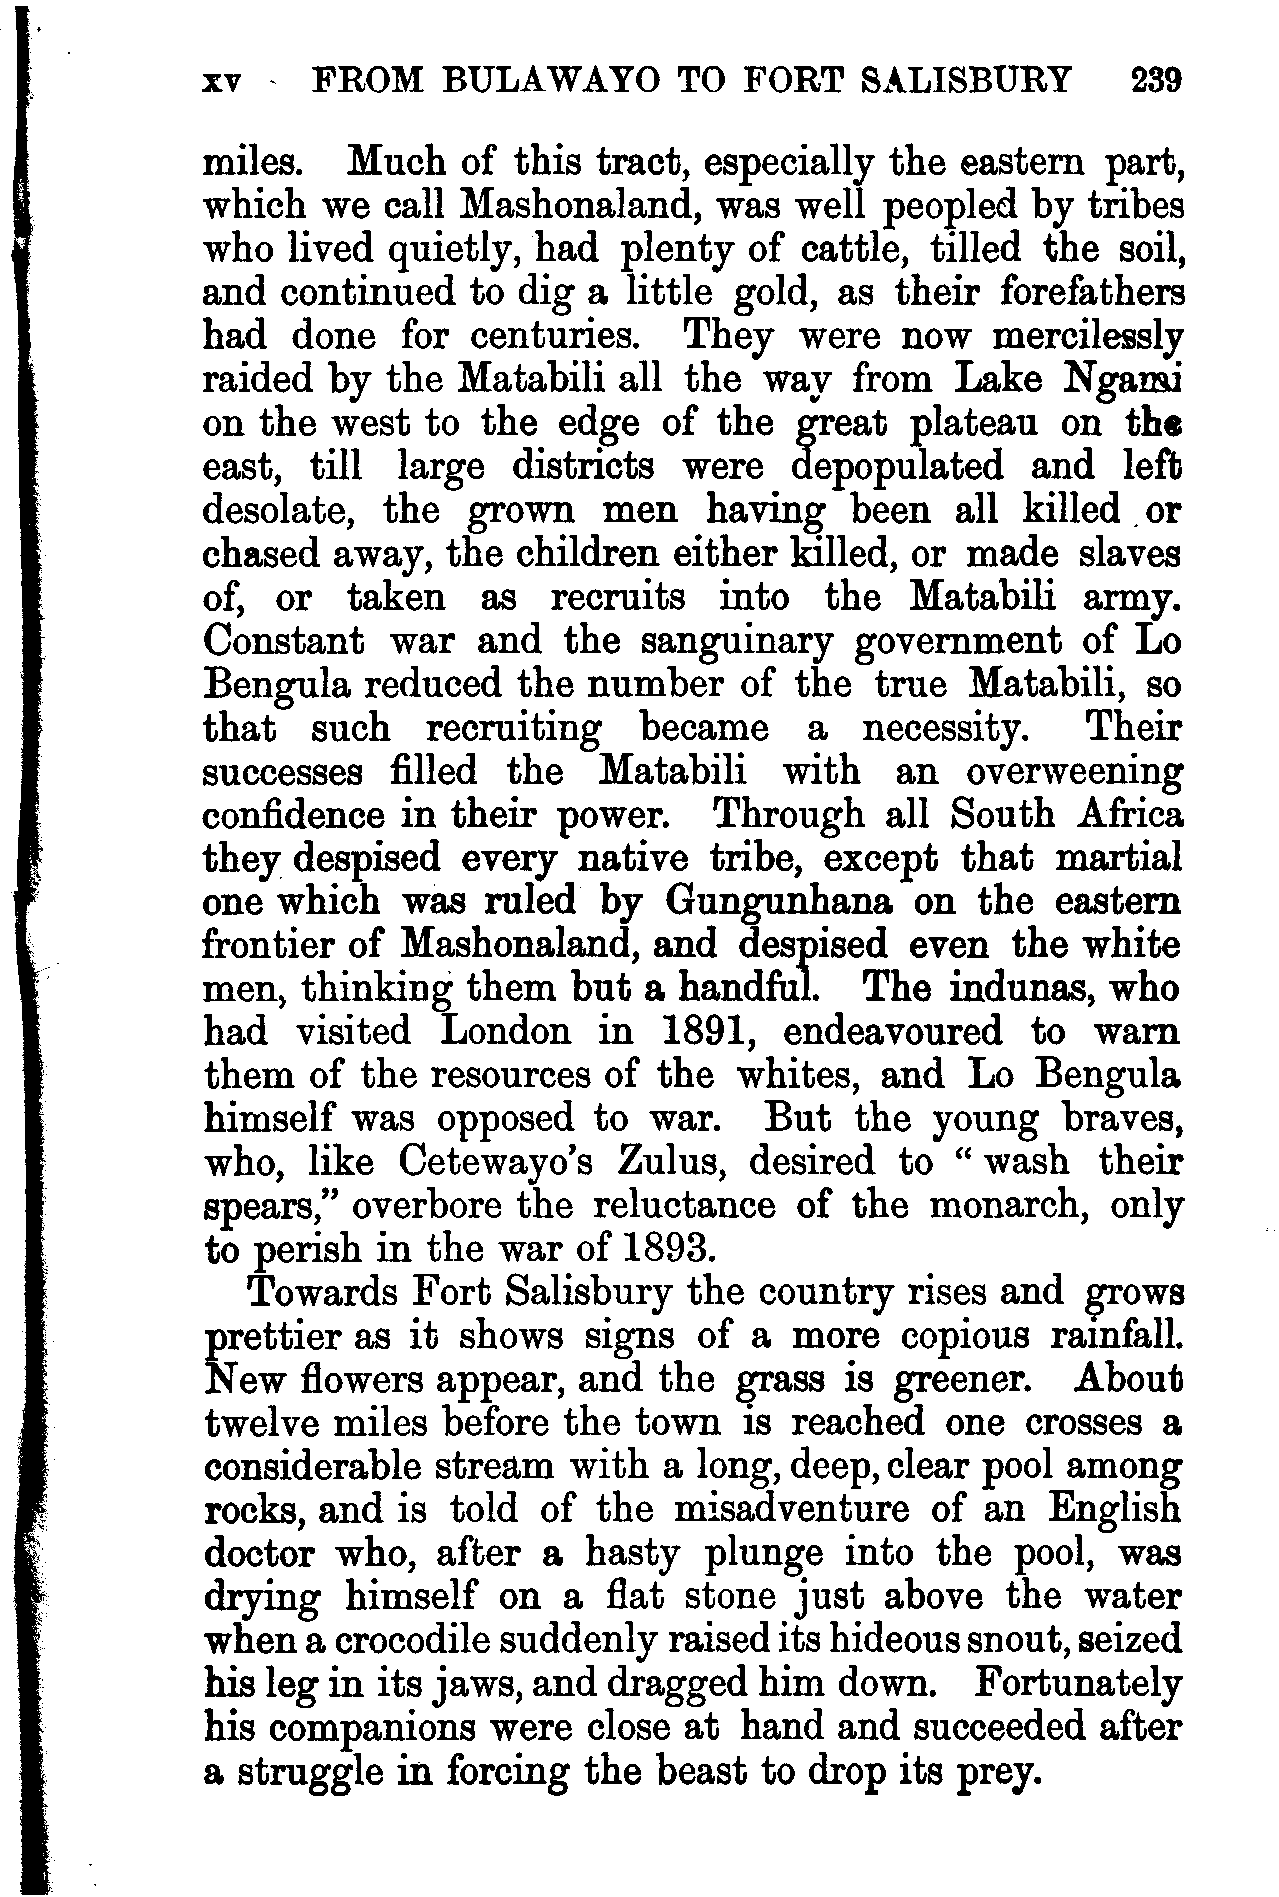 xv FROM BULAWAYO TO FORT SALISBURY 239
miles. Much of this tract, especially the eastern part,
which we call Mashonaland, was well peopled by tribes
who lived quietly, had plenty of cattle, tilled the soil,
and continued to dig a little gold, as their forefathers
had done for centuries. They were now mercilessly
raided by the Matabili all the way from Lake Ngami
on the west to the edge of the great plateau on the
east, till large districts were depopulated and left
desolate, the grown men having been all killed or
chased away, the children either killed, or made slaves
of, or taken as recruits into the Matabili army.
Constant war and the sanguinary government of Lo
Bengula reduced the number of the true Matabili, so
that such recruiting became a necessity. Their
successes filled the Matabili with an overweening
confidence in their power. Through all South Africa
they despised every native tribe, except that martial
one which was ruled by Gungunhana on the eastern
frontier of Mashonaland, and despised even the white
men, thinking them but a handful. The indunas, who
had visited London in 1891, endeavoured to warn
them of the resources of the whites, and Lo Bengula
himself was opposed to war. But the young braves,
who, like Cetewayo's Zulus, desired to “ wash their
spears,” overbore the reluctance of the monarch, only
to perish in the war of 1893.
Towards Fort Salisbury the country rises and grows
prettier as it shows signs of a more copious rainfall.
New flowers appear, and the grass is greener. About
twelve miles before the town is reached one crosses a
considerable stream with a long, deep, clear pool among
rocks, and is told of the misadventure of an English
doctor who, after a hasty plunge into the pool, was
drying himself on a flat stone just above the water
when a crocodile suddenly raised its hideous snout, seized
his leg in its jaws, and dragged him down. Fortunately
his companions were close at hand and succeeded after
a struggle in forcing the beast to drop its prey.